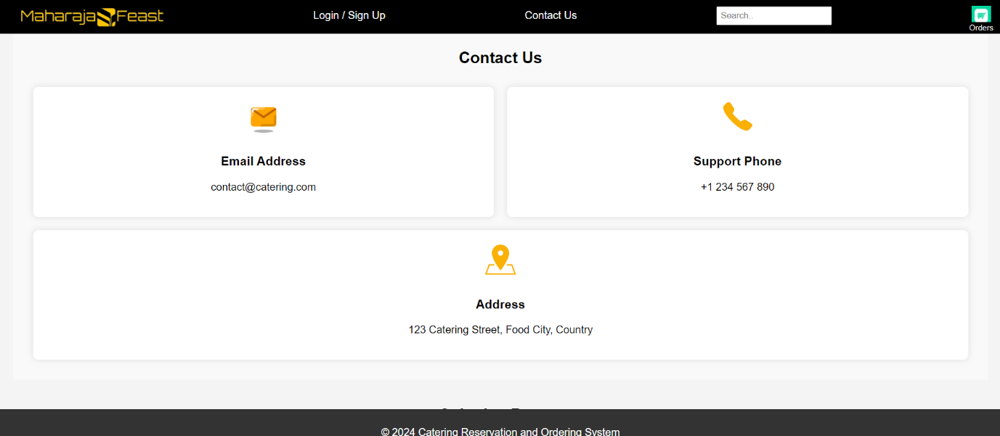 Maharaja Feast
Login / Sign Up
Contact Us
Search..
Orders
Contact Us
Email Address
contact@catering.com
Support Phone
+1 234 567 890
Address
123 Catering Street, Food City, Country
© 2024 Catering Reservation and Ordering System